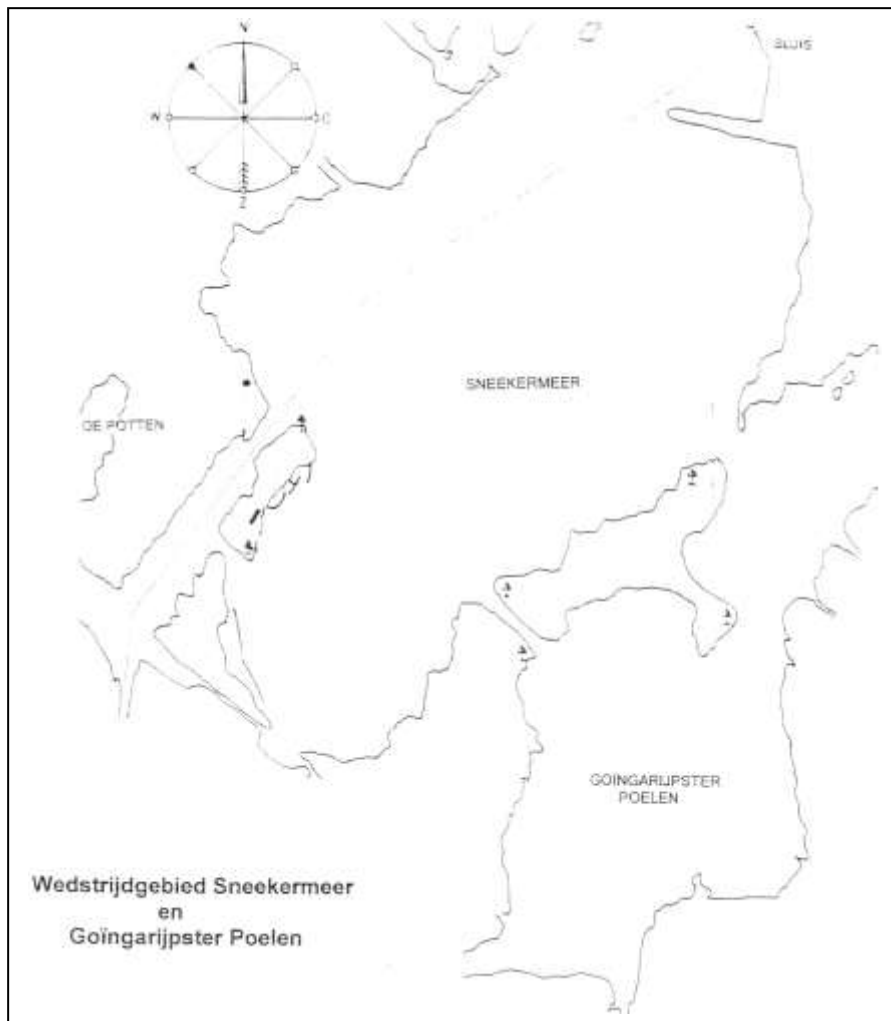 N
SLUIS
W
Z
SNEEKERMEER
DE POTTEN
GOINGARIJPSTER
POELEN
Wedstrijdgebied Sneekermeer
en
Goïngarijpster Poelen